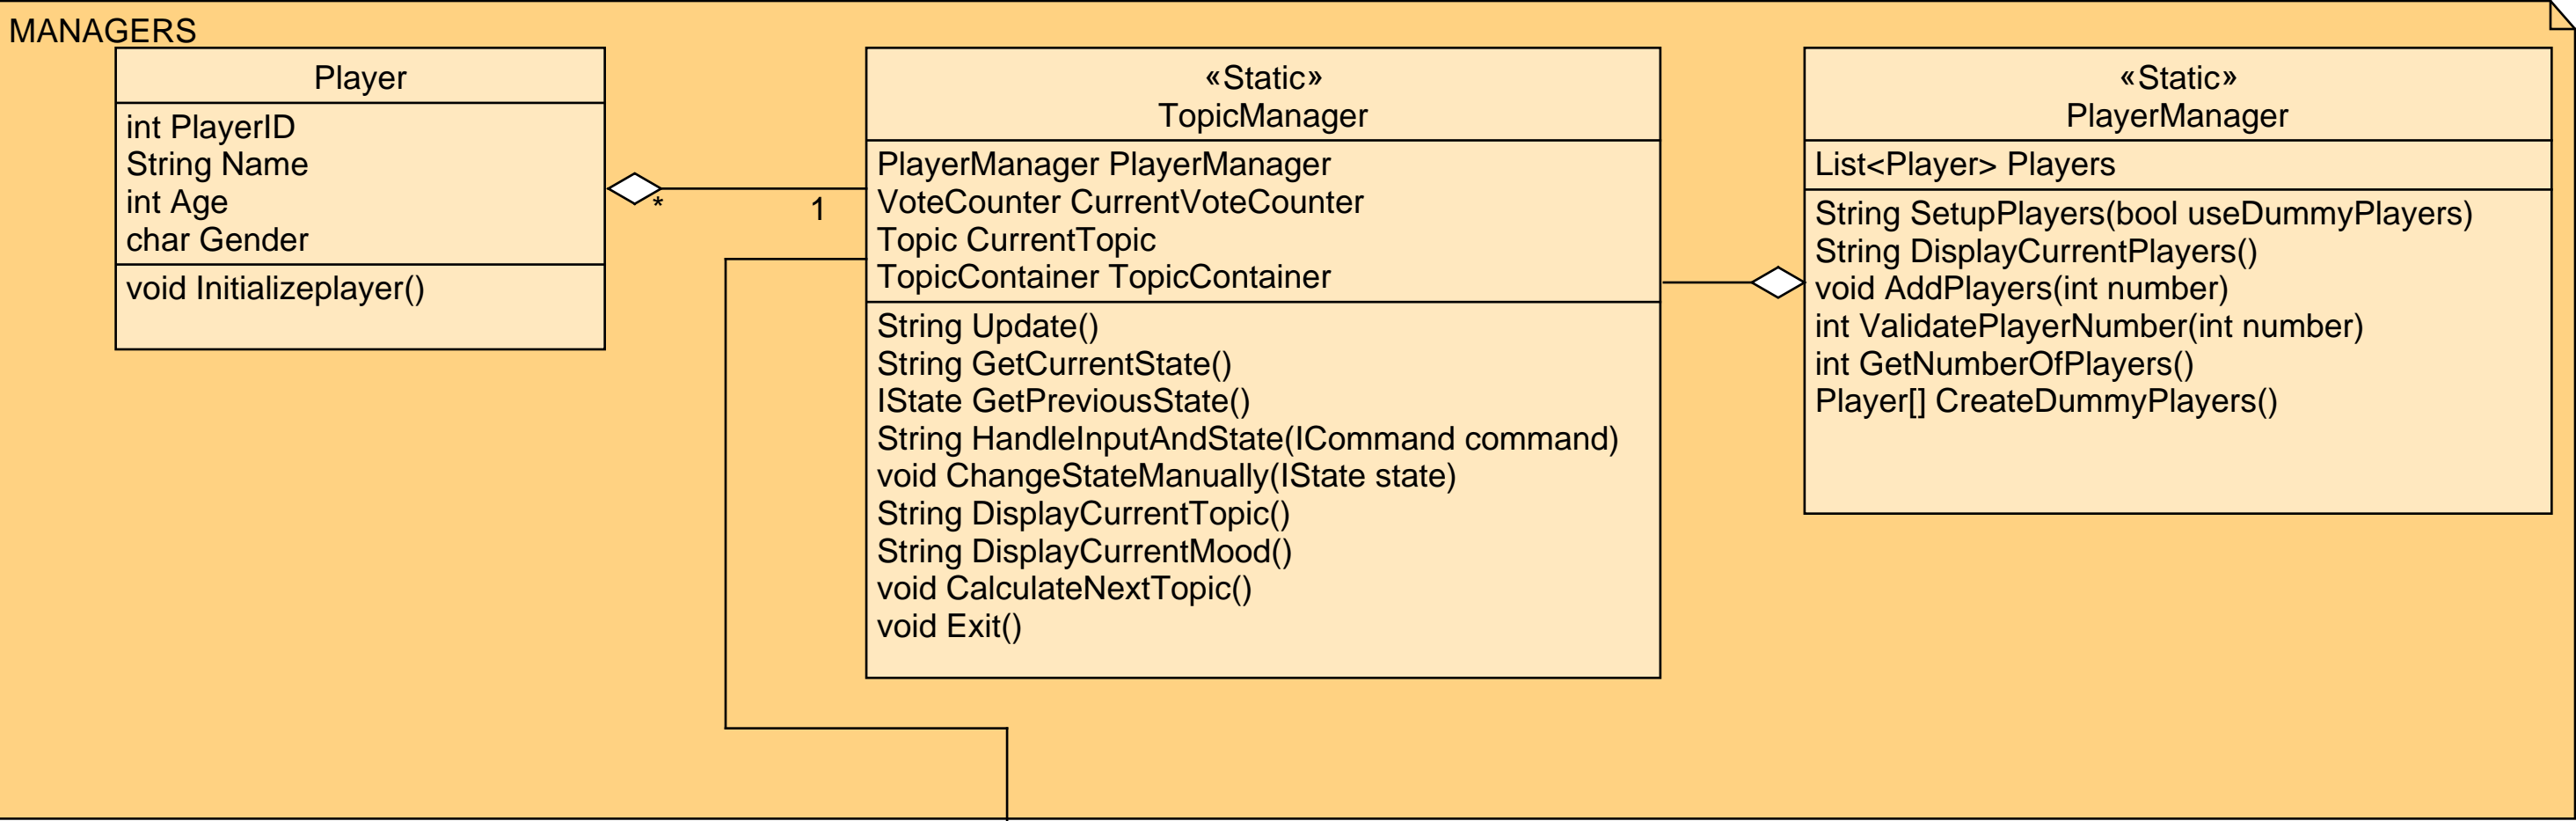 MANAGERS
Player
int PlayerID
String Name
int Age
char Gender
void Initializeplayer()
*
1
«Static»
TopicManager
PlayerManager PlayerManager
VoteCounter CurrentVoteCounter
Topic CurrentTopic
TopicContainer TopicContainer
String Update()
String GetCurrentState()
IState GetPreviousState()
String HandleInputAndState(ICommand command)
void ChangeStateManually(IState state)
String DisplayCurrentTopic()
String DisplayCurrentMood()
void CalculateNextTopic()
void Exit()
«Static»
PlayerManager
List<Player> Players
String SetupPlayers(bool useDummyPlayers)
String DisplayCurrentPlayers()
void AddPlayers(int number)
int ValidatePlayerNumber(int number)
int GetNumberOfPlayers()
Player[] CreateDummyPlayers()